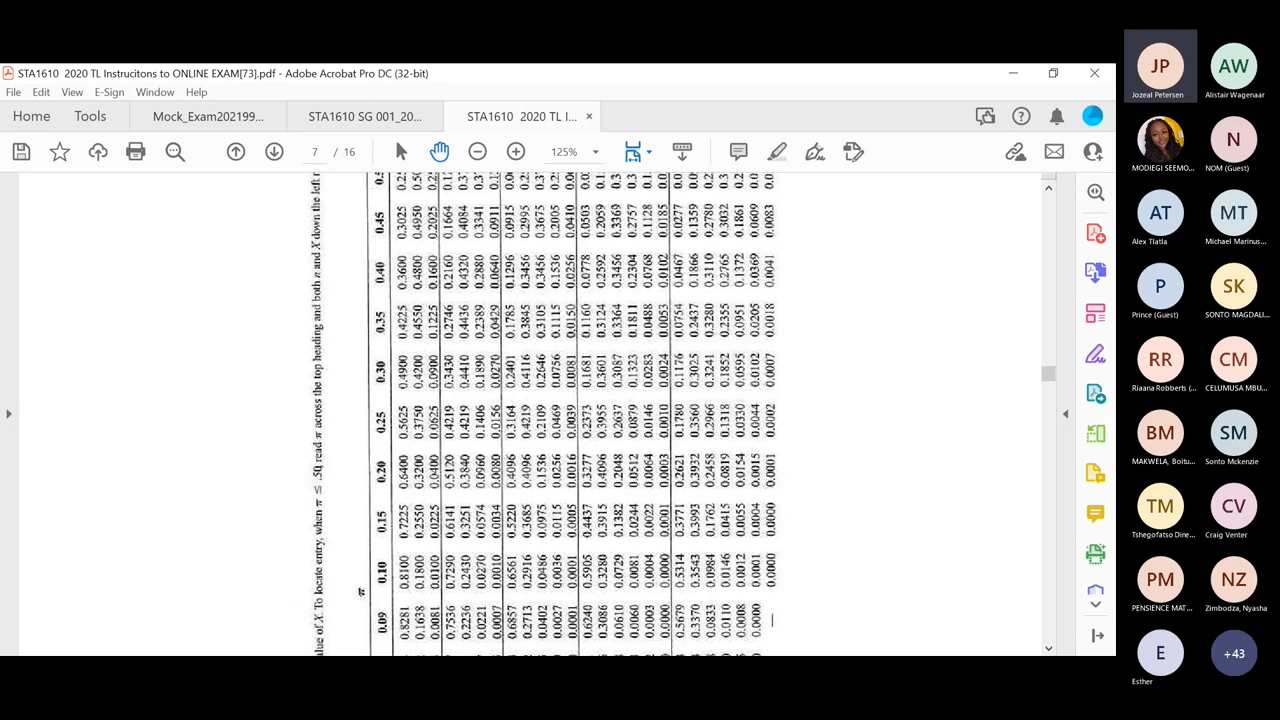 STA1610 2020 TL Instrucitons to ONLINE EXAM[73].pdf - Adobe Acrobat Pro DC (32-bit)
File Edit View E-Sign Window Help
Home Tools Mock_Exam202199... STA1610 SG 001_20... STA1610 2020 TL I...
7 / 16 125%
alue of X. To locate entry, when π ≤ .50, read π across the top heading and both n and X down the left
π
0.09 0.10 0.15 0.20 0.25 0.30 0.35 0.40 0.45
0.8281 0.8100 0.7225 0.6400 0.5625 0.4900 0.4225 0.3600 0.3025
0.1638 0.1800 0.2550 0.3200 0.3750 0.4200 0.4550 0.4800 0.4950
0.0081 0.0100 0.0225 0.0400 0.0625 0.0900 0.1225 0.1600 0.2025
0.7536 0.7290 0.6141 0.5120 0.4219 0.3430 0.2746 0.2160 0.1664
0.2236 0.2430 0.3251 0.3840 0.4219 0.4410 0.4436 0.4320 0.4084
0.0221 0.0270 0.0574 0.0960 0.1406 0.1890 0.2389 0.2880 0.3341
0.0007 0.0010 0.0034 0.0080 0.0156 0.0270 0.0429 0.0640 0.0911
0.6857 0.6561 0.5220 0.4096 0.3164 0.2401 0.1785 0.1296 0.0915
0.2713 0.2916 0.3685 0.4096 0.4219 0.4116 0.3845 0.3456 0.2995
0.0402 0.0486 0.0975 0.1536 0.2109 0.2646 0.3105 0.3456 0.3675
0.0027 0.0036 0.0115 0.0256 0.0469 0.0756 0.1115 0.1536 0.2005
0.0001 0.0001 0.0005 0.0016 0.0039 0.0081 0.0150 0.0256 0.0410
0.6240 0.5905 0.4437 0.3277 0.2373 0.1681 0.1160 0.0778 0.0503
0.3086 0.3280 0.3915 0.4096 0.3955 0.3601 0.3124 0.2592 0.2059
0.0610 0.0729 0.1382 0.2048 0.2637 0.3087 0.3364 0.3456 0.3369
0.0060 0.0081 0.0244 0.0512 0.0879 0.1323 0.1811 0.2304 0.2757
0.0003 0.0004 0.0022 0.0064 0.0146 0.0283 0.0488 0.0768 0.1128
0.0000 0.0000 0.0001 0.0003 0.0010 0.0024 0.0053 0.0102 0.0185
0.5679 0.5314 0.3771 0.2621 0.1780 0.1176 0.0754 0.0467 0.0277
0.3370 0.3543 0.3993 0.3932 0.3560 0.3025 0.2437 0.1866 0.1359
0.0833 0.0984 0.1762 0.2458 0.2966 0.3241 0.3280 0.3110 0.2780
0.0110 0.0146 0.0415 0.0819 0.1318 0.1852 0.2355 0.2765 0.3032
0.0008 0.0012 0.0055 0.0154 0.0330 0.0595 0.0951 0.1372 0.1861
0.0000 0.0001 0.0004 0.0015 0.0044 0.0102 0.0205 0.0369 0.0609
— 0.0000 0.0000 0.0001 0.0002 0.0007 0.0018 0.0041 0.0083
JP AW
Jozeal Petersen Alistair Wagenaar
N
MODIEGI SEEMO... NOM (Guest)
AT MT
Alex Tlatla Michael Marinus...
P SK
Prince (Guest) SONTO MAGDALI...
RR CM
Riaana Robberts (... CELUMUSA MBU...
BM SM
MAKWELA, Boitu... Sonto Mckenzie
TM CV
Tshegofatso Dine... Craig Venter
PM NZ
PENSIENCE MAT... Zimbodza, Nyasha
E +43
Esther